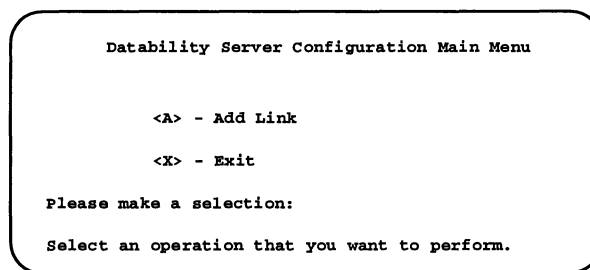 Datability Server Configuration Main Menu
<A> - Add Link
<X> - Exit
Please make a selection:
Select an operation that you want to perform.